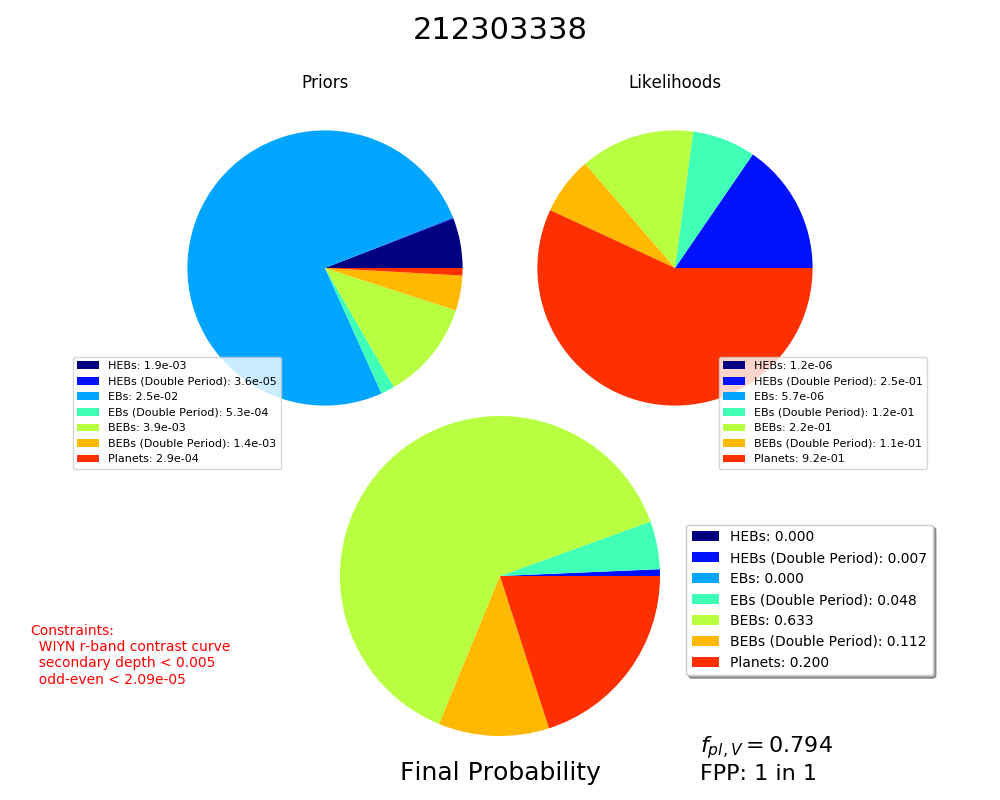 212303338
Priors
Likelihoods
HEBs: 1.9e-03
HEBs (Double Period): 3.6e-05
EBs: 2.5e-02
EBs (Double Period): 5.3e-04
BEBs: 3.9e-03
BEBs (Double Period): 1.4e-03
Planets: 2.9e-04
HEBs: 1.2e-06
HEBs (Double Period): 2.5e-01
EBs: 5.7e-06
EBs (Double Period): 1.2e-01
BEBs: 2.2e-01
BEBs (Double Period): 1.1e-01
Planets: 9.2e-01
HEBs: 0.000
HEBs (Double Period): 0.007
EBs: 0.000
EBs (Double Period): 0.048
BEBs: 0.633
BEBs (Double Period): 0.112
Planets: 0.200
Constraints:
WIYN r-band contrast curve
secondary depth < 0.005
odd-even < 2.09e-05
Final Probability
f_{pl,V} = 0.794
FPP: 1 in 1